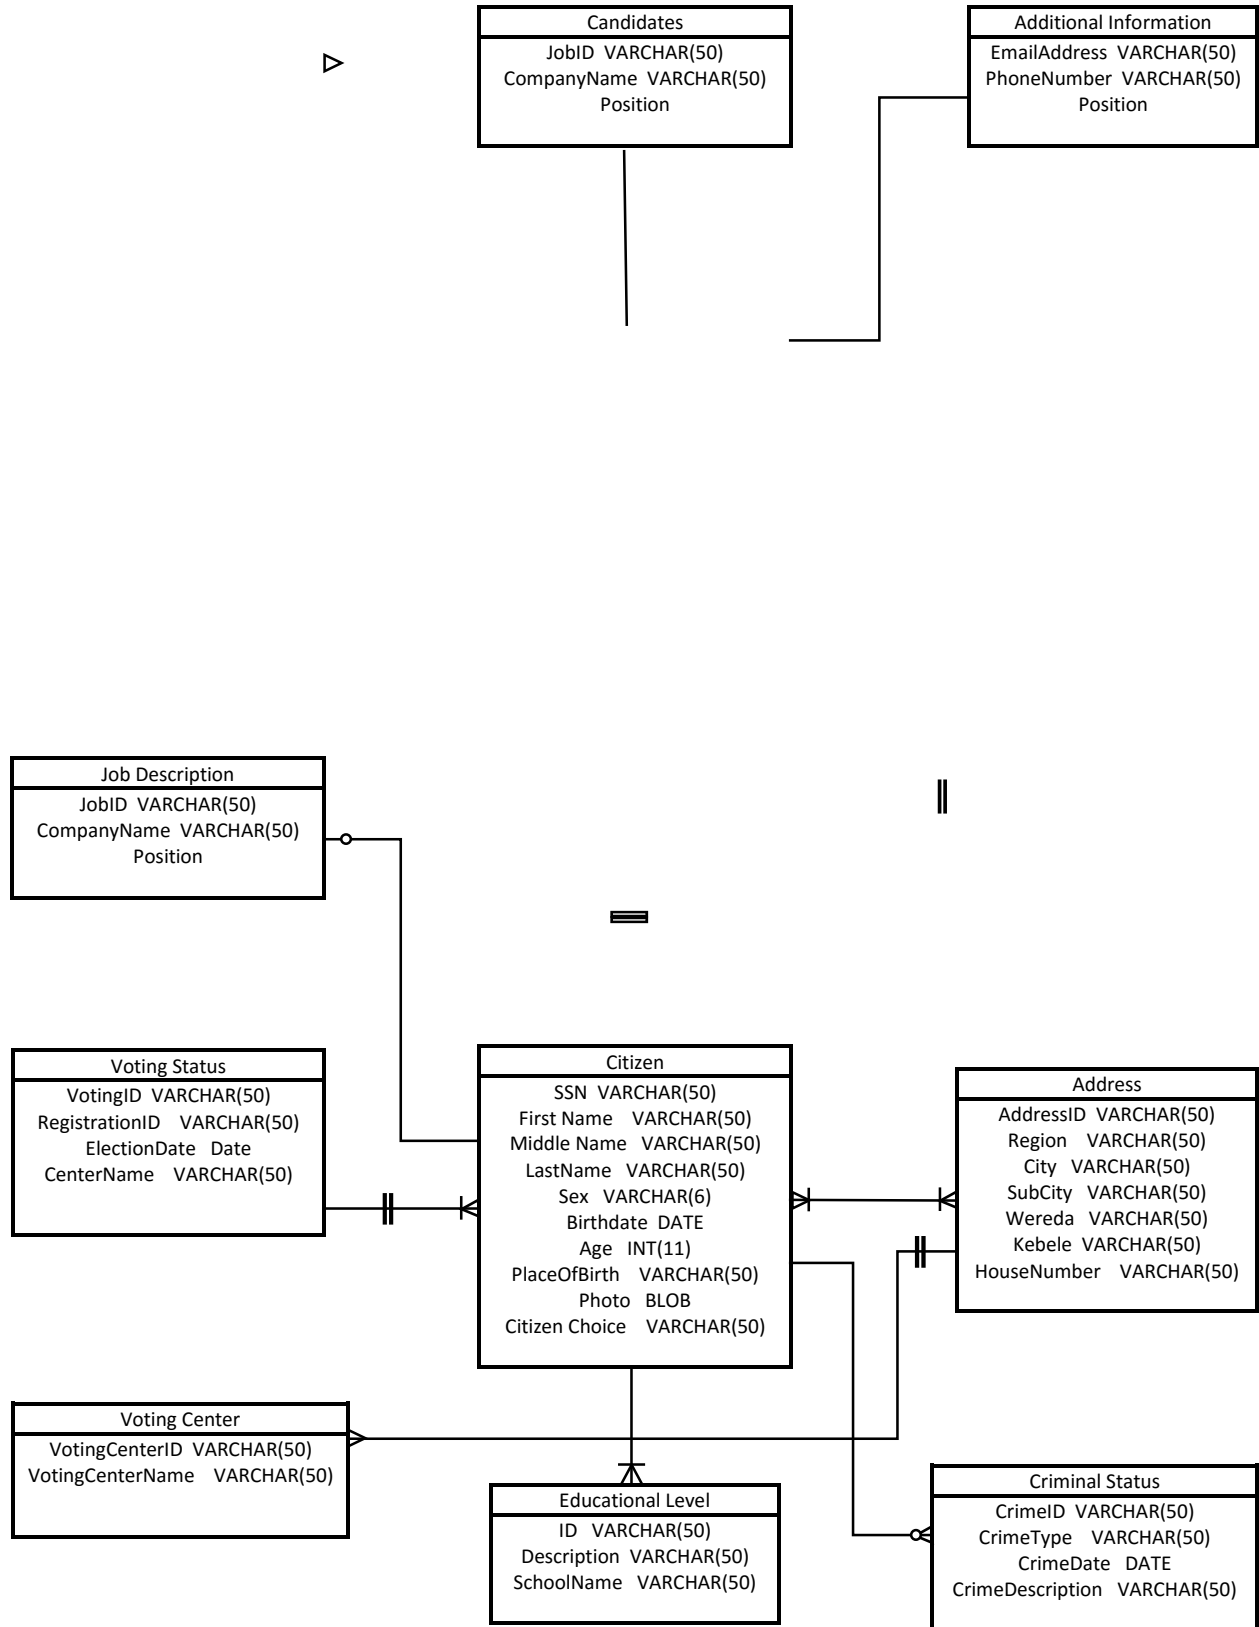 Candidates
JobID VARCHAR(50)
CompanyName VARCHAR(50)
Position
Additional Information
EmailAddress VARCHAR(50)
PhoneNumber VARCHAR(50)
Position
Job Description
JobID VARCHAR(50)
CompanyName VARCHAR(50)
Position
Voting Status
VotingID VARCHAR(50)
RegistrationID VARCHAR(50)
ElectionDate Date
CenterName VARCHAR(50)
Citizen
SSN VARCHAR(50)
First Name VARCHAR(50)
Middle Name VARCHAR(50)
LastName VARCHAR(50)
Sex VARCHAR(6)
Birthdate DATE
Age INT(11)
PlaceOfBirth VARCHAR(50)
Photo BLOB
Citizen Choice VARCHAR(50)
Address
AddressID VARCHAR(50)
Region VARCHAR(50)
City VARCHAR(50)
SubCity VARCHAR(50)
Wereda VARCHAR(50)
Kebele VARCHAR(50)
HouseNumber VARCHAR(50)
Voting Center
VotingCenterID VARCHAR(50)
VotingCenterName VARCHAR(50)
Educational Level
ID VARCHAR(50)
Description VARCHAR(50)
SchoolName VARCHAR(50)
Criminal Status
CrimeID VARCHAR(50)
CrimeType VARCHAR(50)
CrimeDate DATE
CrimeDescription VARCHAR(50)